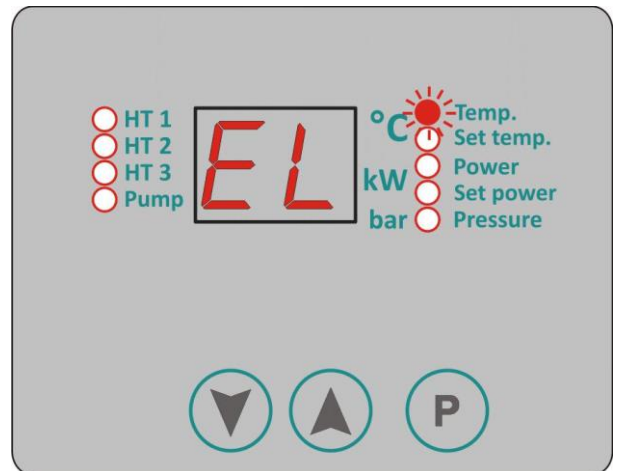 HT 1
HT 2
HT 3
Pump
EL
°C
kW
bar
Temp.
Set temp.
Power
Set power
Pressure
P